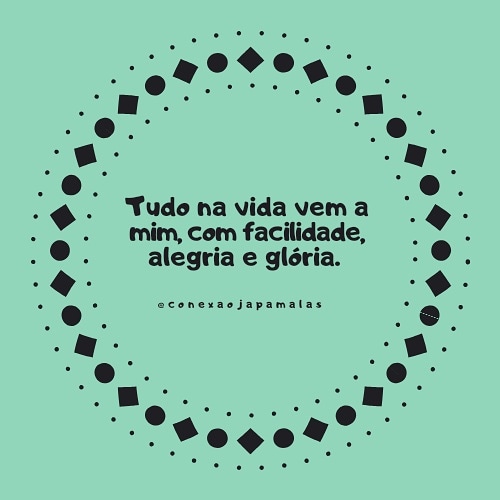 Tudo na vida vem a
mim, com facilidade,
alegria e glória.
@conexaojapamalas